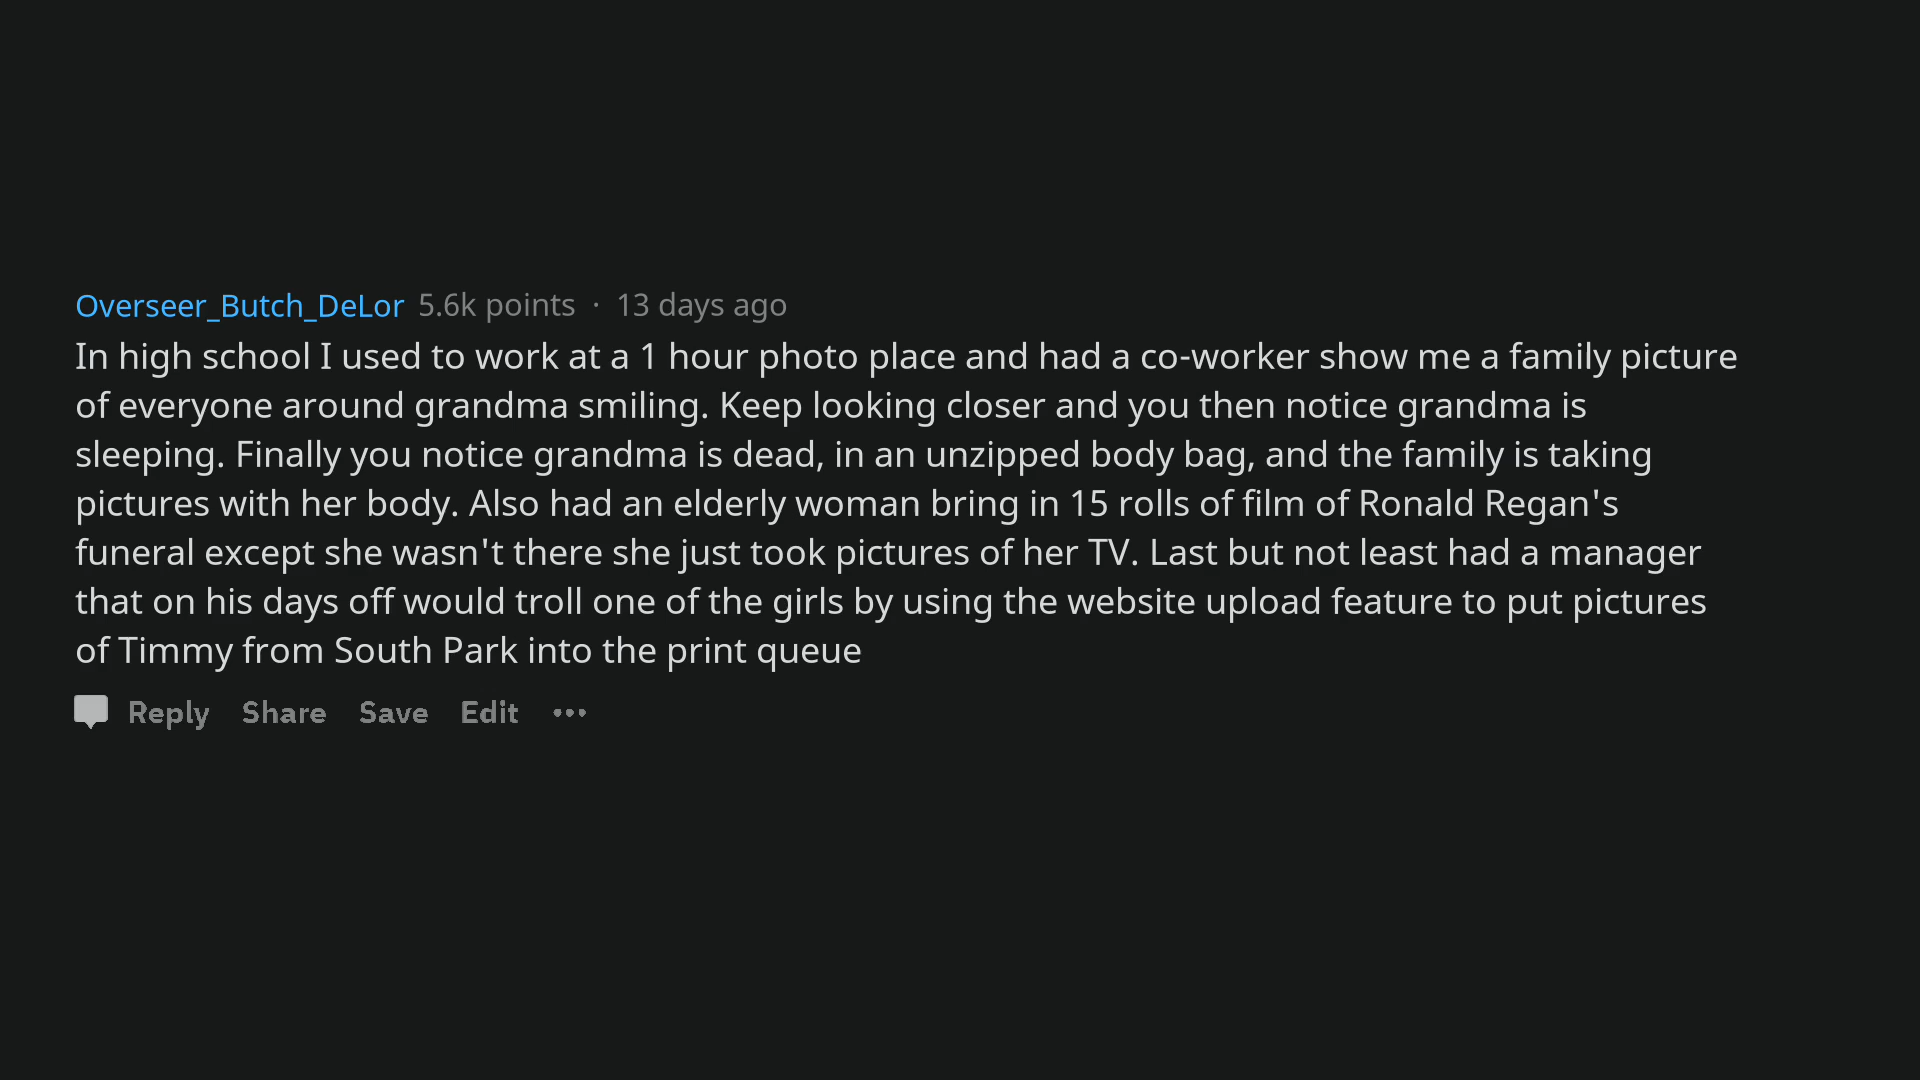 Overseer_Butch_DeLor 5.6k points · 13 days ago
In high school I used to work at a 1 hour photo place and had a co-worker show me a family picture
of everyone around grandma smiling. Keep looking closer and you then notice grandma is
sleeping. Finally you notice grandma is dead, in an unzipped body bag, and the family is taking
pictures with her body. Also had an elderly woman bring in 15 rolls of film of Ronald Regan's
funeral except she wasn't there she just took pictures of her TV. Last but not least had a manager
that on his days off would troll one of the girls by using the website upload feature to put pictures
of Timmy from South Park into the print queue
Reply Share Save Edit •••